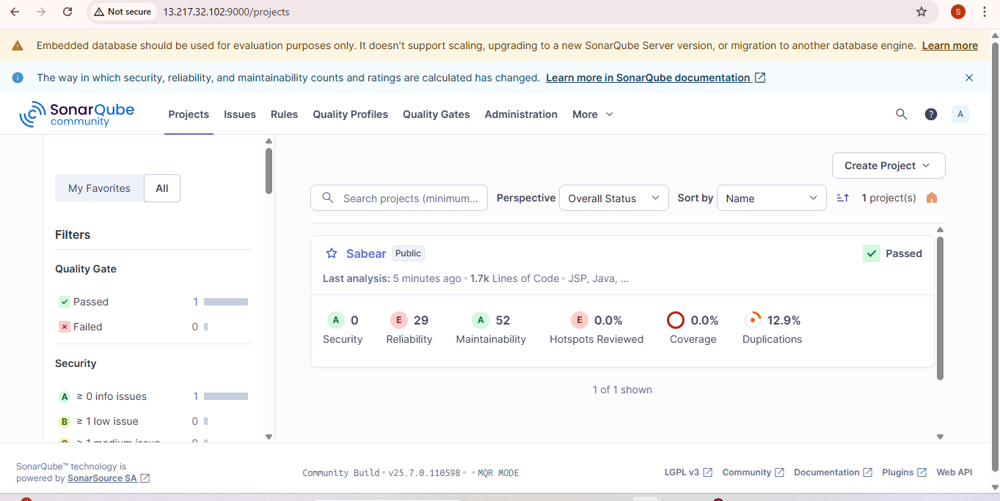 Not secure 13.217.32.102:9000/projects S
Embedded database should be used for evaluation purposes only. It doesn't support scaling, upgrading to a new SonarQube Server version, or migration to another database engine. Learn more
The way in which security, reliability, and maintainability counts and ratings are calculated has changed. Learn more in SonarQube documentation
SonarQube community Projects Issues Rules Quality Profiles Quality Gates Administration More ? A
My Favorites All
Filters
Quality Gate
Passed 1
Failed 0
Security
A ≥ 0 info issues 1
B ≥ 1 low issue 0
≥ 1 medium issue 0
Create Project
Search projects (minimum... Perspective Overall Status Sort by Name 1 project(s)
Sabear Public Passed
Last analysis: 5 minutes ago • 1.7k Lines of Code • JSP, Java, ...
A 0 E 29 A 52 E 0.0% 0.0% 12.9%
Security Reliability Maintainability Hotspots Reviewed Coverage Duplications
1 of 1 shown
SonarQube™ technology is
powered by SonarSource SA
Community Build • v25.7.0.110598 • • MQR MODE
LGPL v3 Community Documentation Plugins Web API